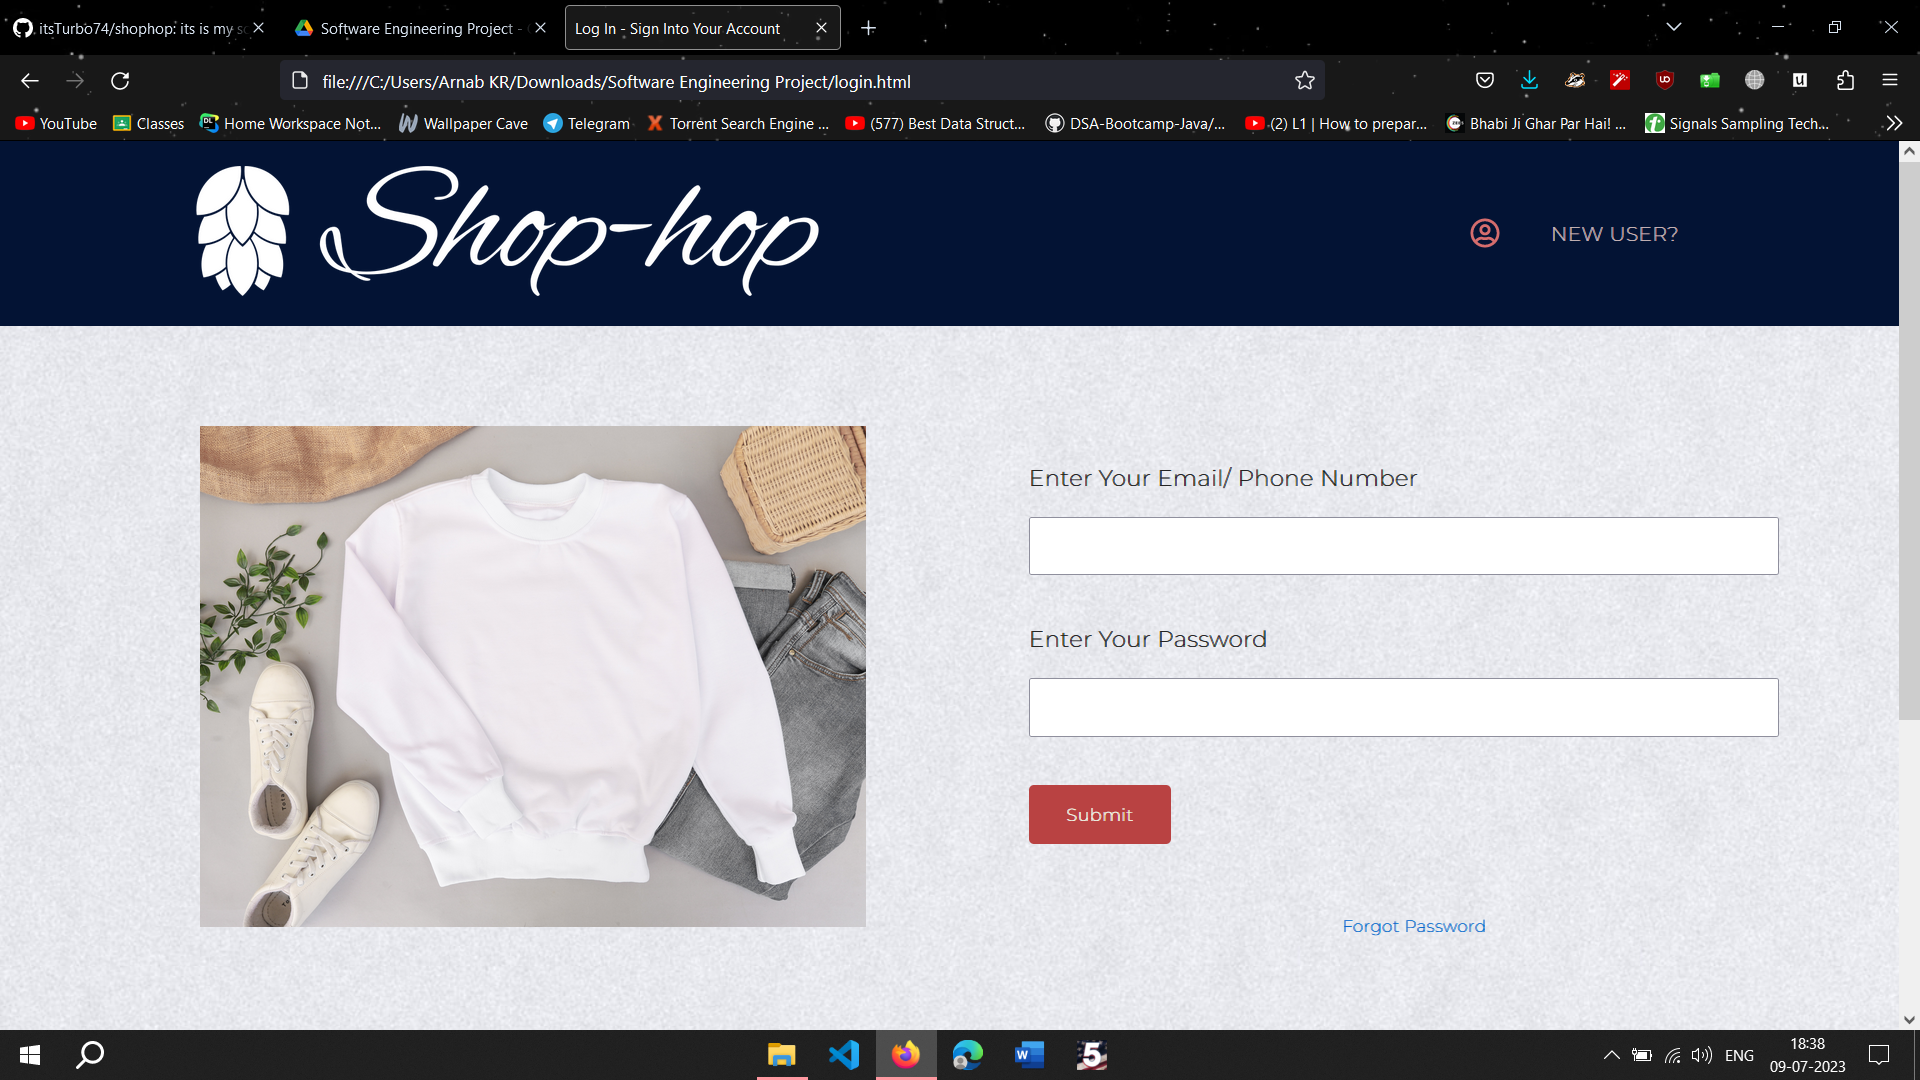 itsTurbo74/shophop: its is my sc
Software Engineering Project -
Log In - Sign Into Your Account
file:///C:/Users/Arnab KR/Downloads/Software Engineering Project/login.html
YouTube
Classes
Home Workspace Not...
Wallpaper Cave
Telegram
Torrent Search Engine ...
(577) Best Data Struct...
DSA-Bootcamp-Java/...
(2) L1 | How to prepar...
Bhabi Ji Ghar Par Hai! ...
Signals Sampling Tech...
Shop-hop
NEW USER?
Enter Your Email/ Phone Number
Enter Your Password
Submit
Forgot Password
ENG
18:38
09-07-2023